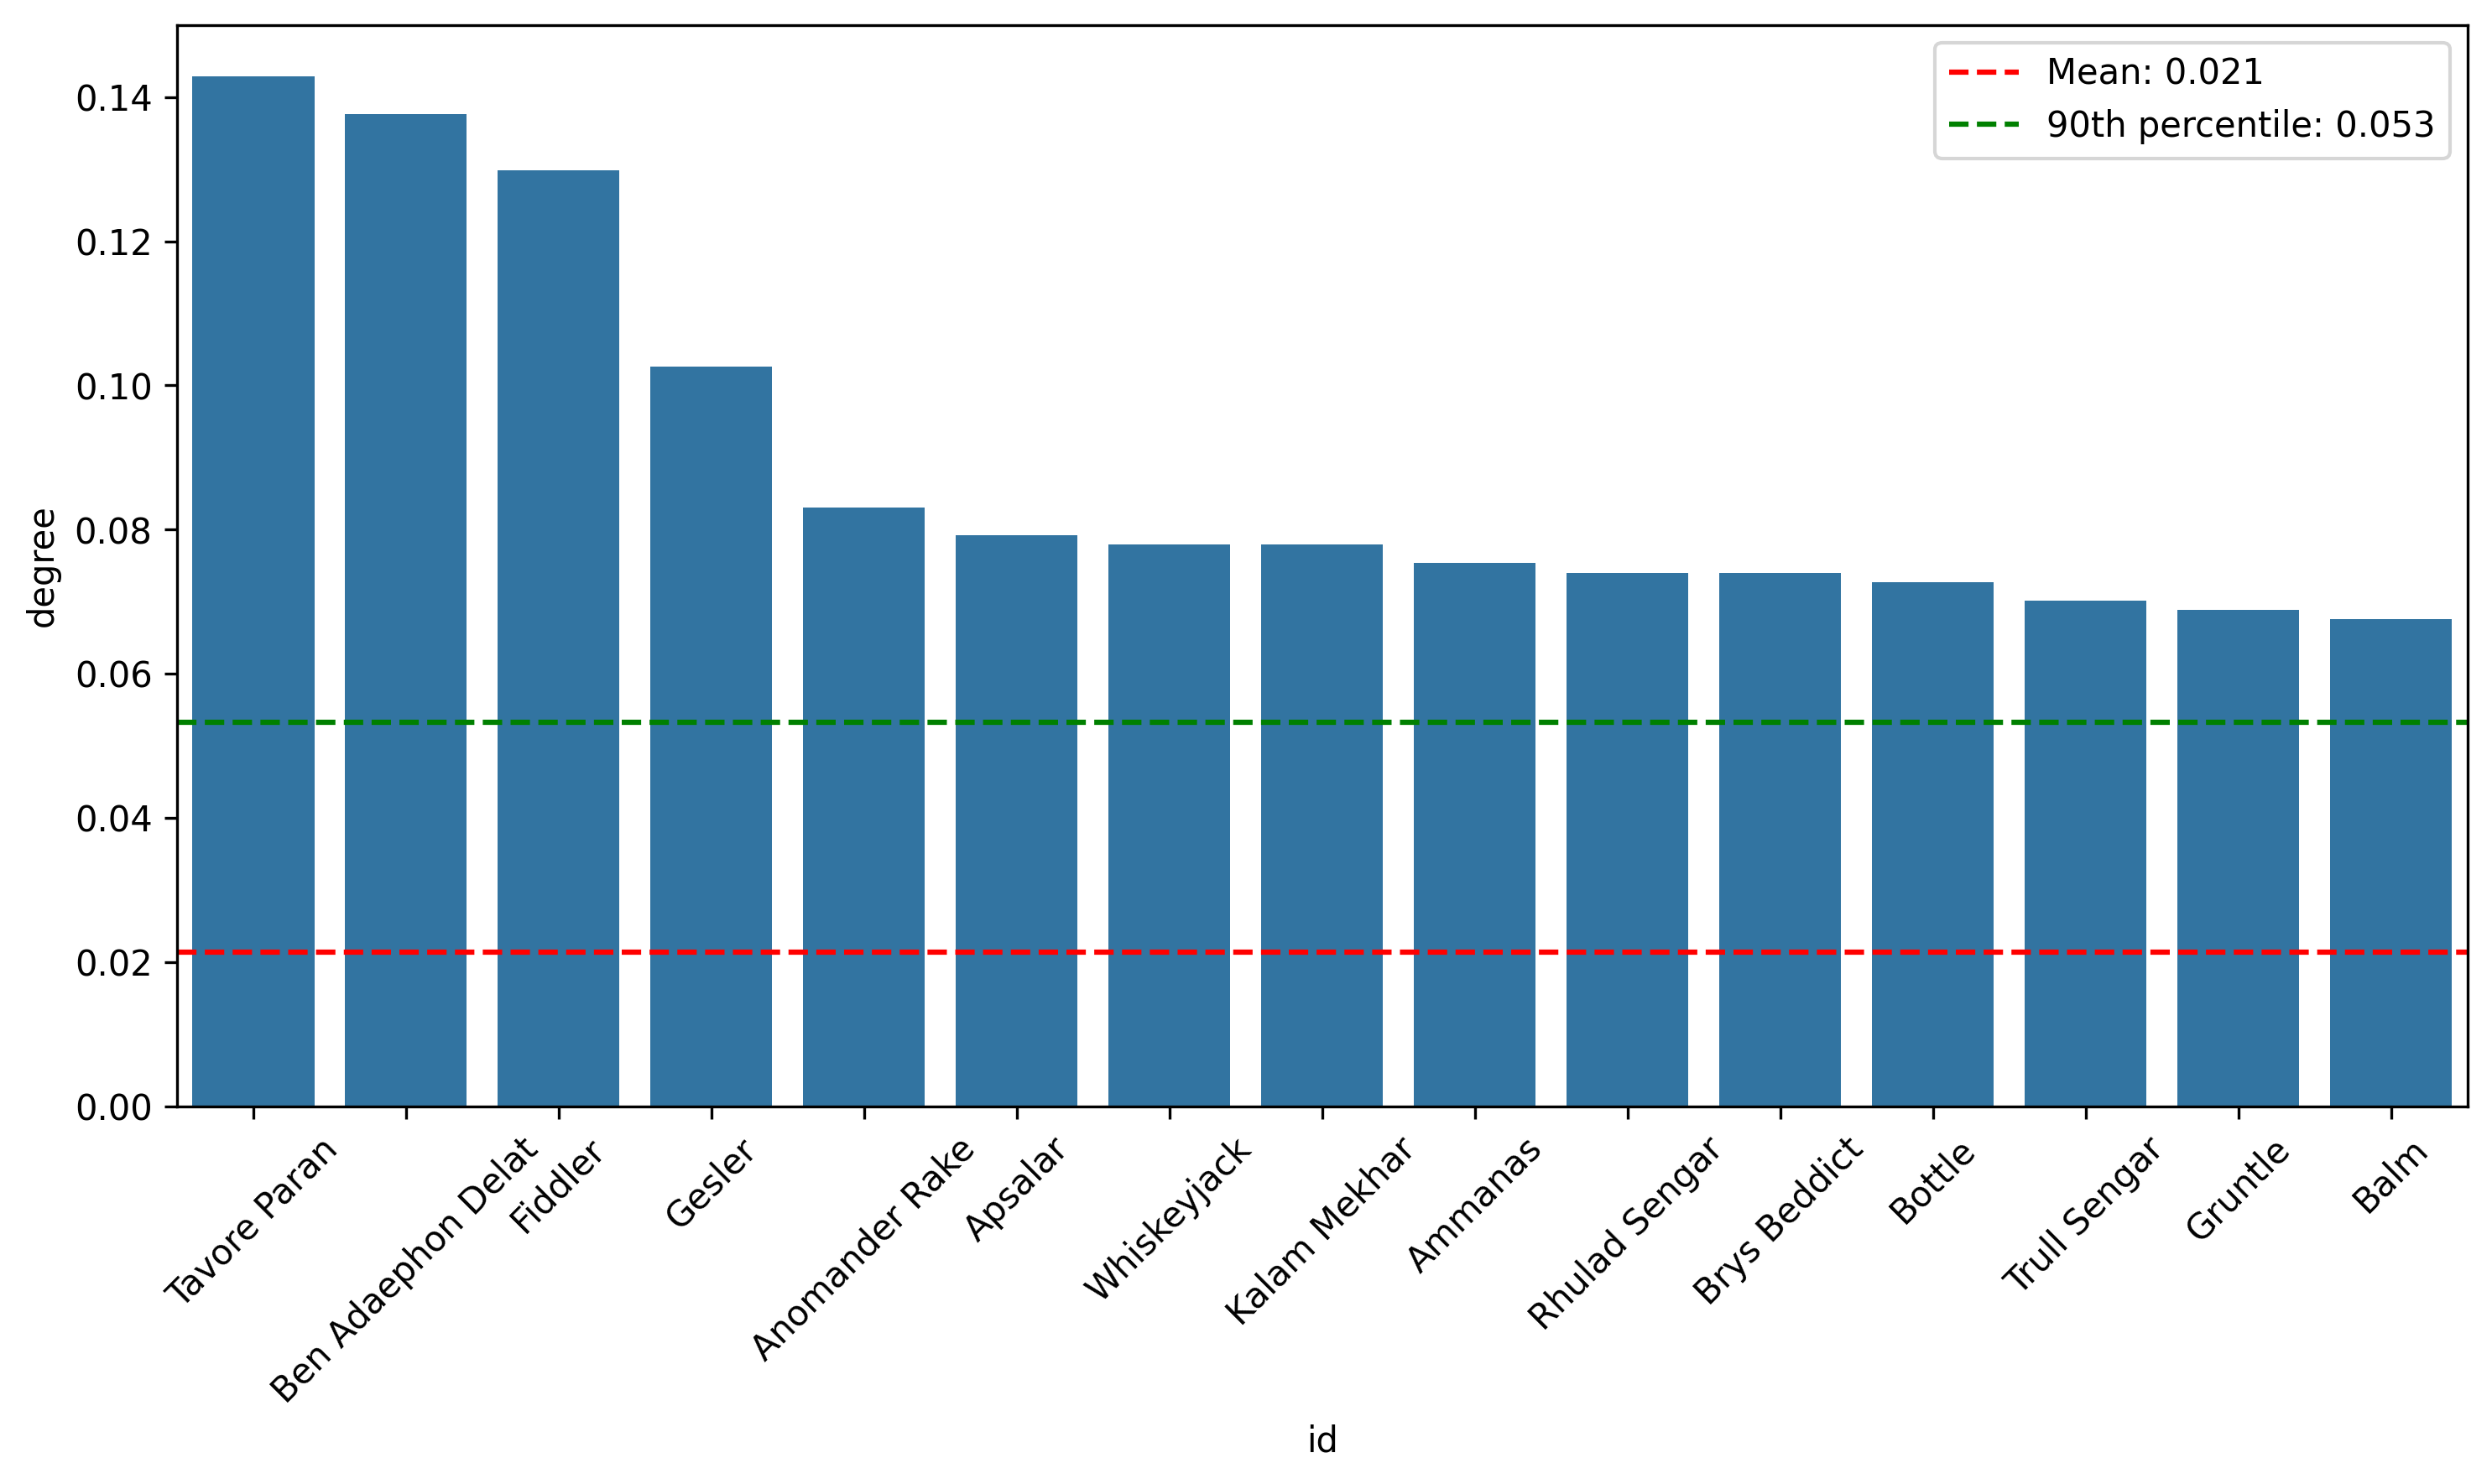 Mean: 0.021
90th percentile: 0.053
degree
0.14
0.12
0.10
0.08
0.06
0.04
0.02
0.00
Tavore Paran
Ben Adaephon Delat
Fiddler
Gesler
Anomander Rake
Apsalar
Whiskeyjack
Kalam Mekhar
Ammanas
Rhulad Sengar
Brys Beddict
Bottle
Trull Sengar
Gruntle
Balm
id